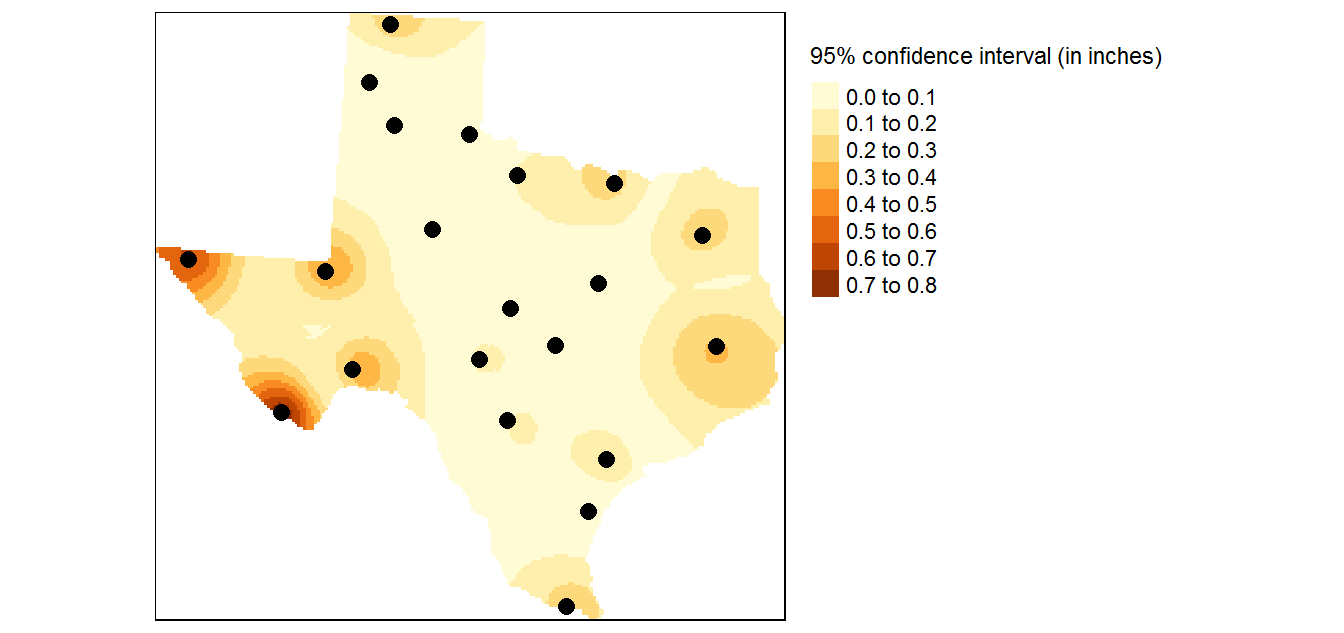 95% confidence interval (in inches)
0.0 to 0.1
0.1 to 0.2
0.2 to 0.3
0.3 to 0.4
0.4 to 0.5
0.5 to 0.6
0.6 to 0.7
0.7 to 0.8